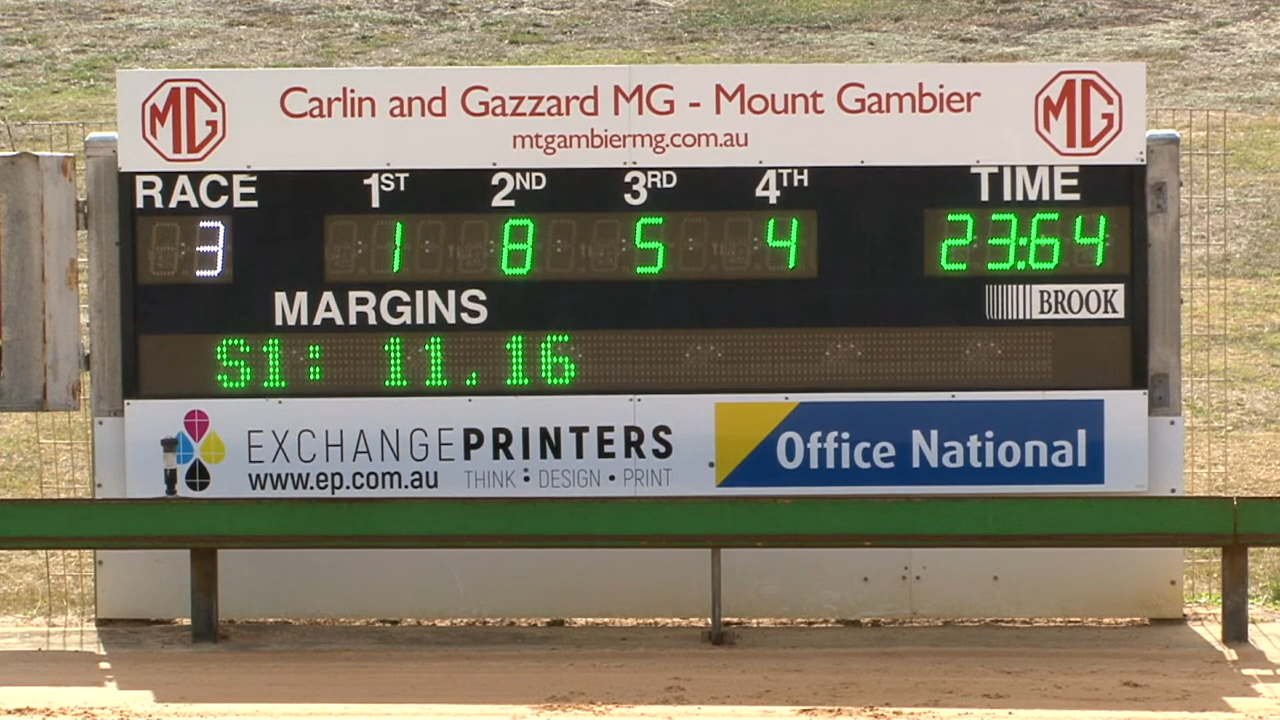 MG Carlin and Gazzard MG - Mount Gambier MG
mtgambiermg.com.au
RACE 1ST 2ND 3RD 4TH TIME
3 1 8 5 4 23:64
MARGINS BROOK
S1: 11.16
EXCHANGEPRINTERS
www.ep.com.au THINK : DESIGN • PRINT
Office National